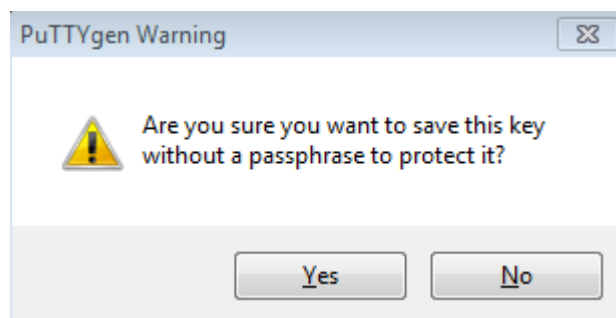 PuTTYgen Warning
Are you sure you want to save this key
without a passphrase to protect it?
Yes
No